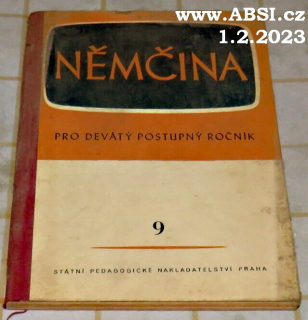 www.ABSI.cz
1.2.2023
NĚMČINA
PRO DEVÁTÝ POSTUPNÝ ROČNÍK
9
STÁTNÍ PEDAGOGICKÉ NAKLADATELSTVÍ PRAHA